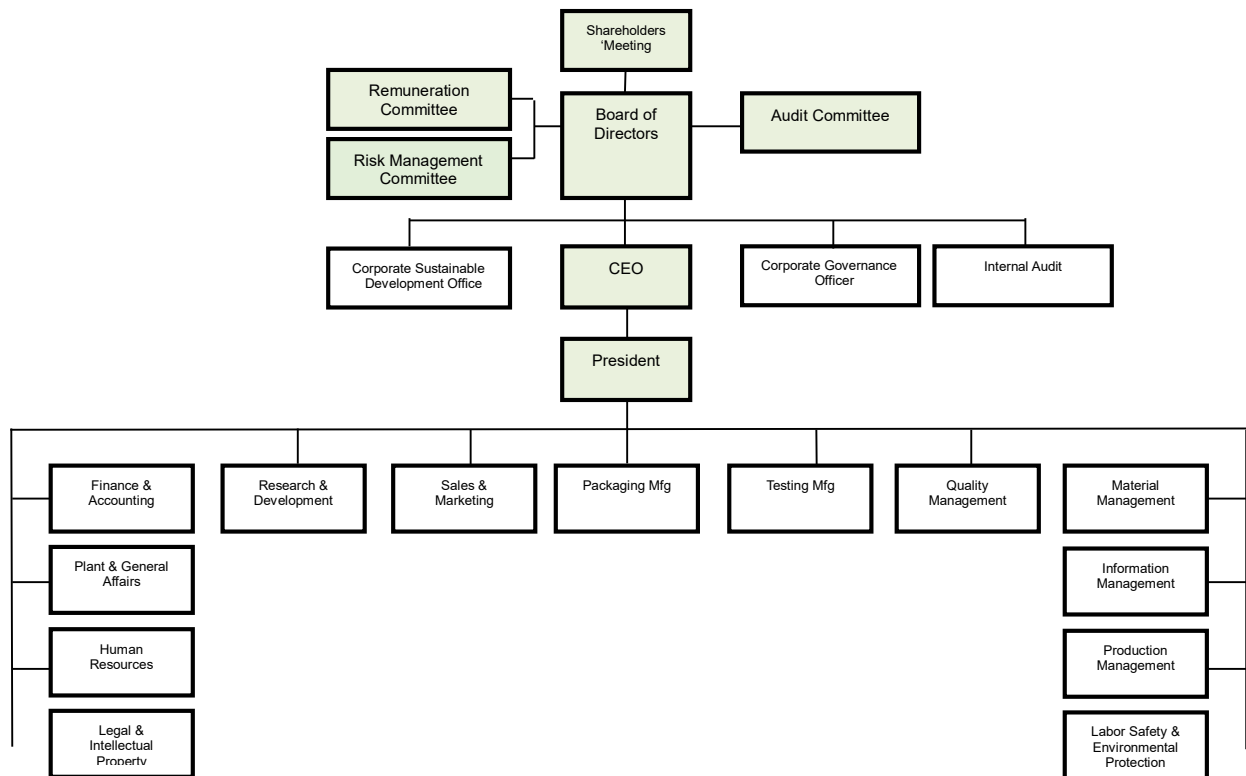 Shareholders
‘Meeting
Remuneration
Committee
Board of
Directors
Audit Committee
Risk Management
Committee
Corporate Sustainable
Development Office
CEO
Corporate Governance
Officer
Internal Audit
President
Finance &
Accounting
Research &
Development
Sales &
Marketing
Packaging Mfg
Testing Mfg
Quality
Management
Material
Management
Plant & General
Affairs
Information
Management
Human
Resources
Production
Management
Legal &
Intellectual
Property
Labor Safety &
Environmental
Protection